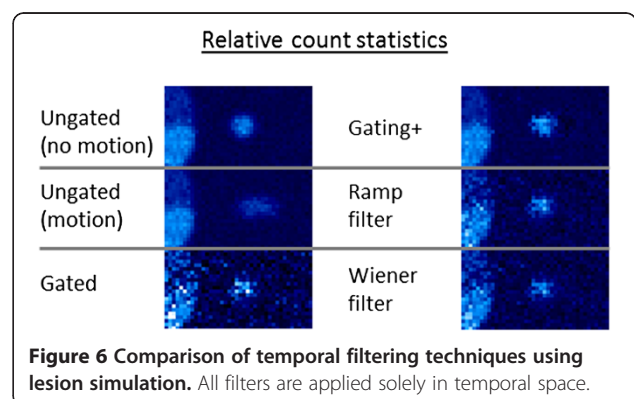 Relative count statistics
Ungated
(no motion)
Gating+
Ungated
(motion)
Ramp
filter
Gated
Wiener
filter
Figure 6 Comparison of temporal filtering techniques using
lesion simulation. All filters are applied solely in temporal space.